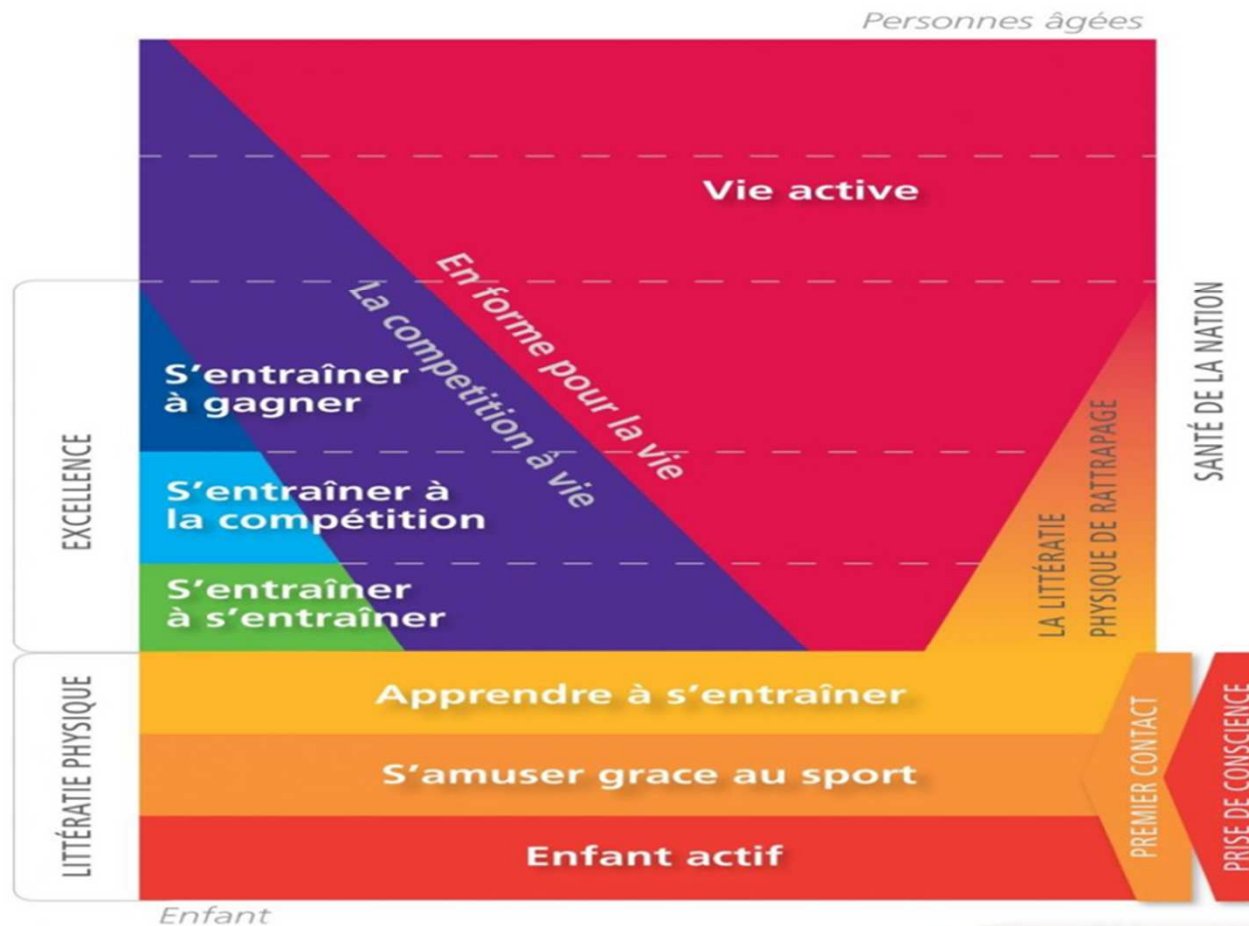 Personnes âgées
Vie active
En forme pour la vie
La competition à vie
S'entraîner
à gagner
S'entraîner à
la compétition
S'entraîner
à s'entraîner
EXCELLENCE
LA LITTÉRATIE
PHYSIQUE DE RATTRAPAGE
SANTÉ DE LA NATION
LITTÉRATIE PHYSIQUE
Apprendre à s'entraîner
S'amuser grace au sport
Enfant actif
PREMIER CONTACT
PRISE DE CONSCIENCE
Enfant